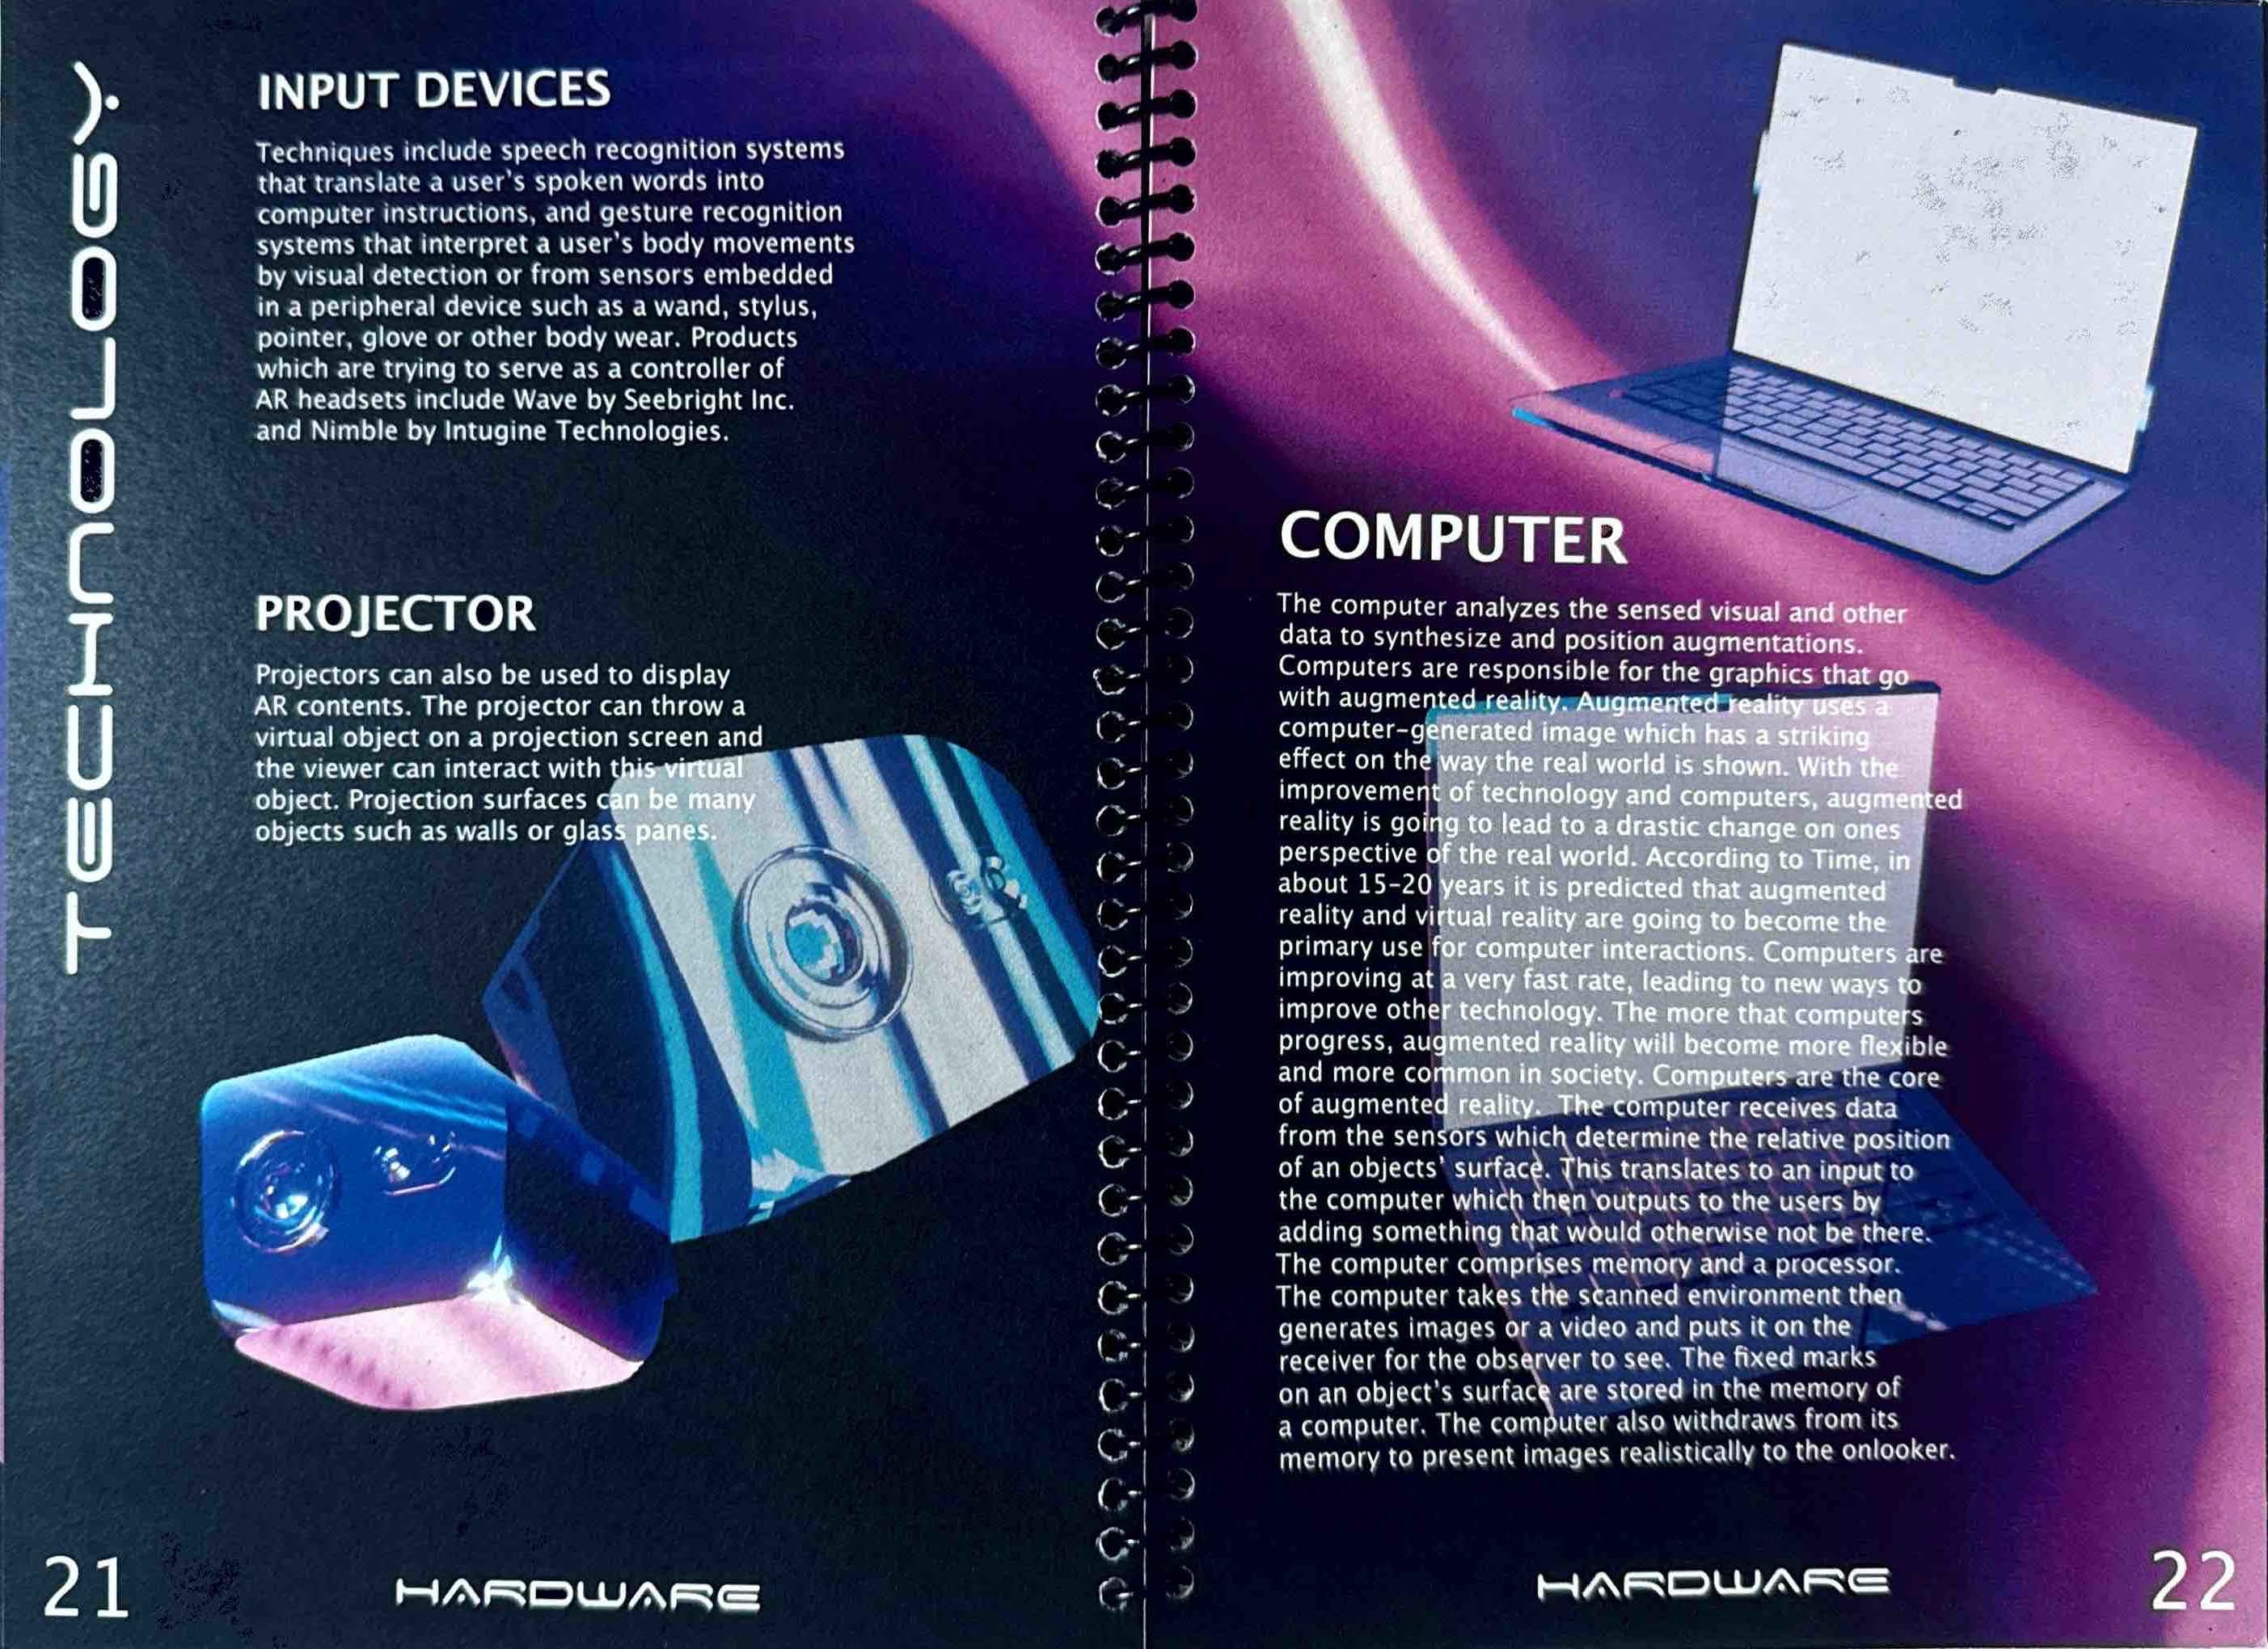 TECHNOLOGY.
INPUT DEVICES
Techniques include speech recognition systems
that translate a user's spoken words into
computer instructions, and gesture recognition
systems that interpret a user's body movements
by visual detection or from sensors embedded
in a peripheral device such as a wand, stylus,
pointer, glove or other body wear. Products
which are trying to serve as a controller of
AR headsets include Wave by Seebright Inc.
and Nimble by Intugine Technologies.
PROJECTOR
Projectors can also be used to display
AR contents. The projector can throw a
virtual object on a projection screen and
the viewer can interact with this virtual
object. Projection surfaces can be many
objects such as walls or glass panes.
21
HARDWARE
COMPUTER
The computer analyzes the sensed visual and other
data to synthesize and position augmentations.
Computers are responsible for the graphics that go
with augmented reality. Augmented reality uses a
computer-generated image which has a striking
effect on the way the real world is shown. With the
improvement of technology and computers, augmented
reality is going to lead to a drastic change on ones
perspective of the real world. According to Time, in
about 15-20 years it is predicted that augmented
reality and virtual reality are going to become the
primary use for computer interactions. Computers are
improving at a very fast rate, leading to new ways to
improve other technology. The more that computers
progress, augmented reality will become more flexible
and more common in society. Computers are the core
of augmented reality. The computer receives data
from the sensors which determine the relative position
of an objects' surface. This translates to an input to
the computer which then outputs to the users by
adding something that would otherwise not be there.
The computer comprises memory and a processor.
The computer takes the scanned environment then
generates images or a video and puts it on the
receiver for the observer to see. The fixed marks
on an object's surface are stored in the memory of
a computer. The computer also withdraws from its
memory to present images realistically to the onlooker.
HARDWARE
22